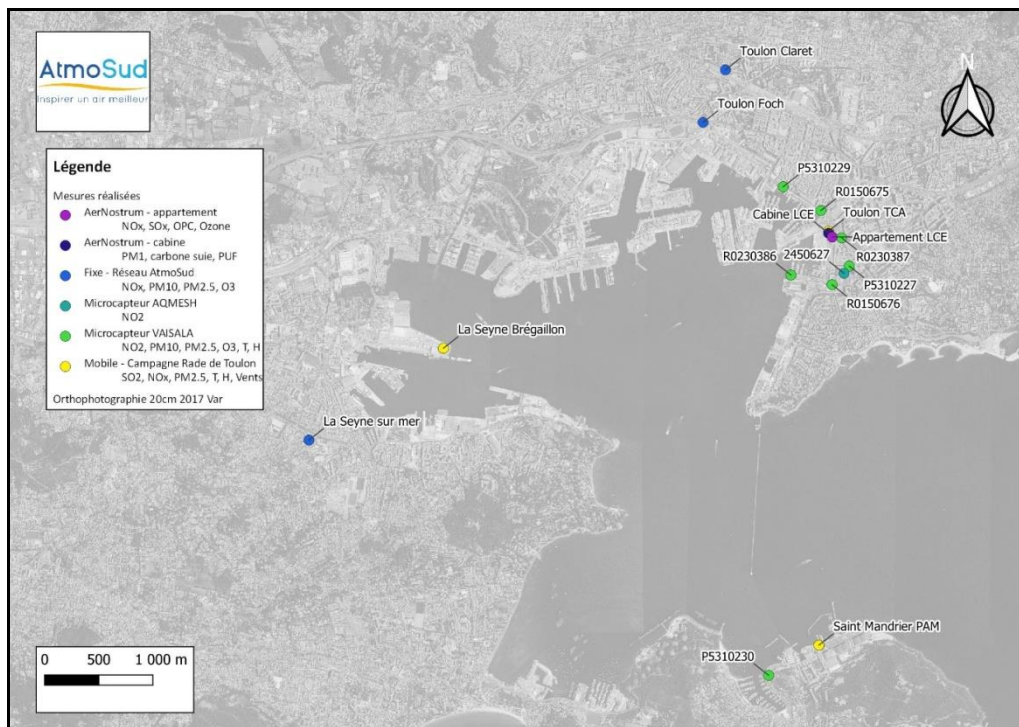 AtmoSud
Inspirer un air meilleur
Toulon Claret
N
Toulon Foch
Légende
Mesures réalisées
AerNostrum - appartement
NOx, SOx, OPC, Ozone
AerNostrum - cabine
PM1, carbone suie, PUF
Fixe - Réseau AtmoSud
NOx, PM10, PM2.5, O3
Microcapteur AQMESH
NO2
Microcapteur VAISALA
NO2, PM10, PM2.5, O3, T, H
Mobile - Campagne Rade de Toulon
SO2, NOx, PM2.5, T, H, Vents
Orthophotographie 20cm 2017 Var
P5310229
R0150675
Cabine LCE
Toulon TCA
Appartement LCE
R0230386
2450627
R0230387
P5310227
R0150676
La Seyne Brégaillon
La Seyne sur mer
Saint Mandrier PAM
P5310230
0 500 1 000 m